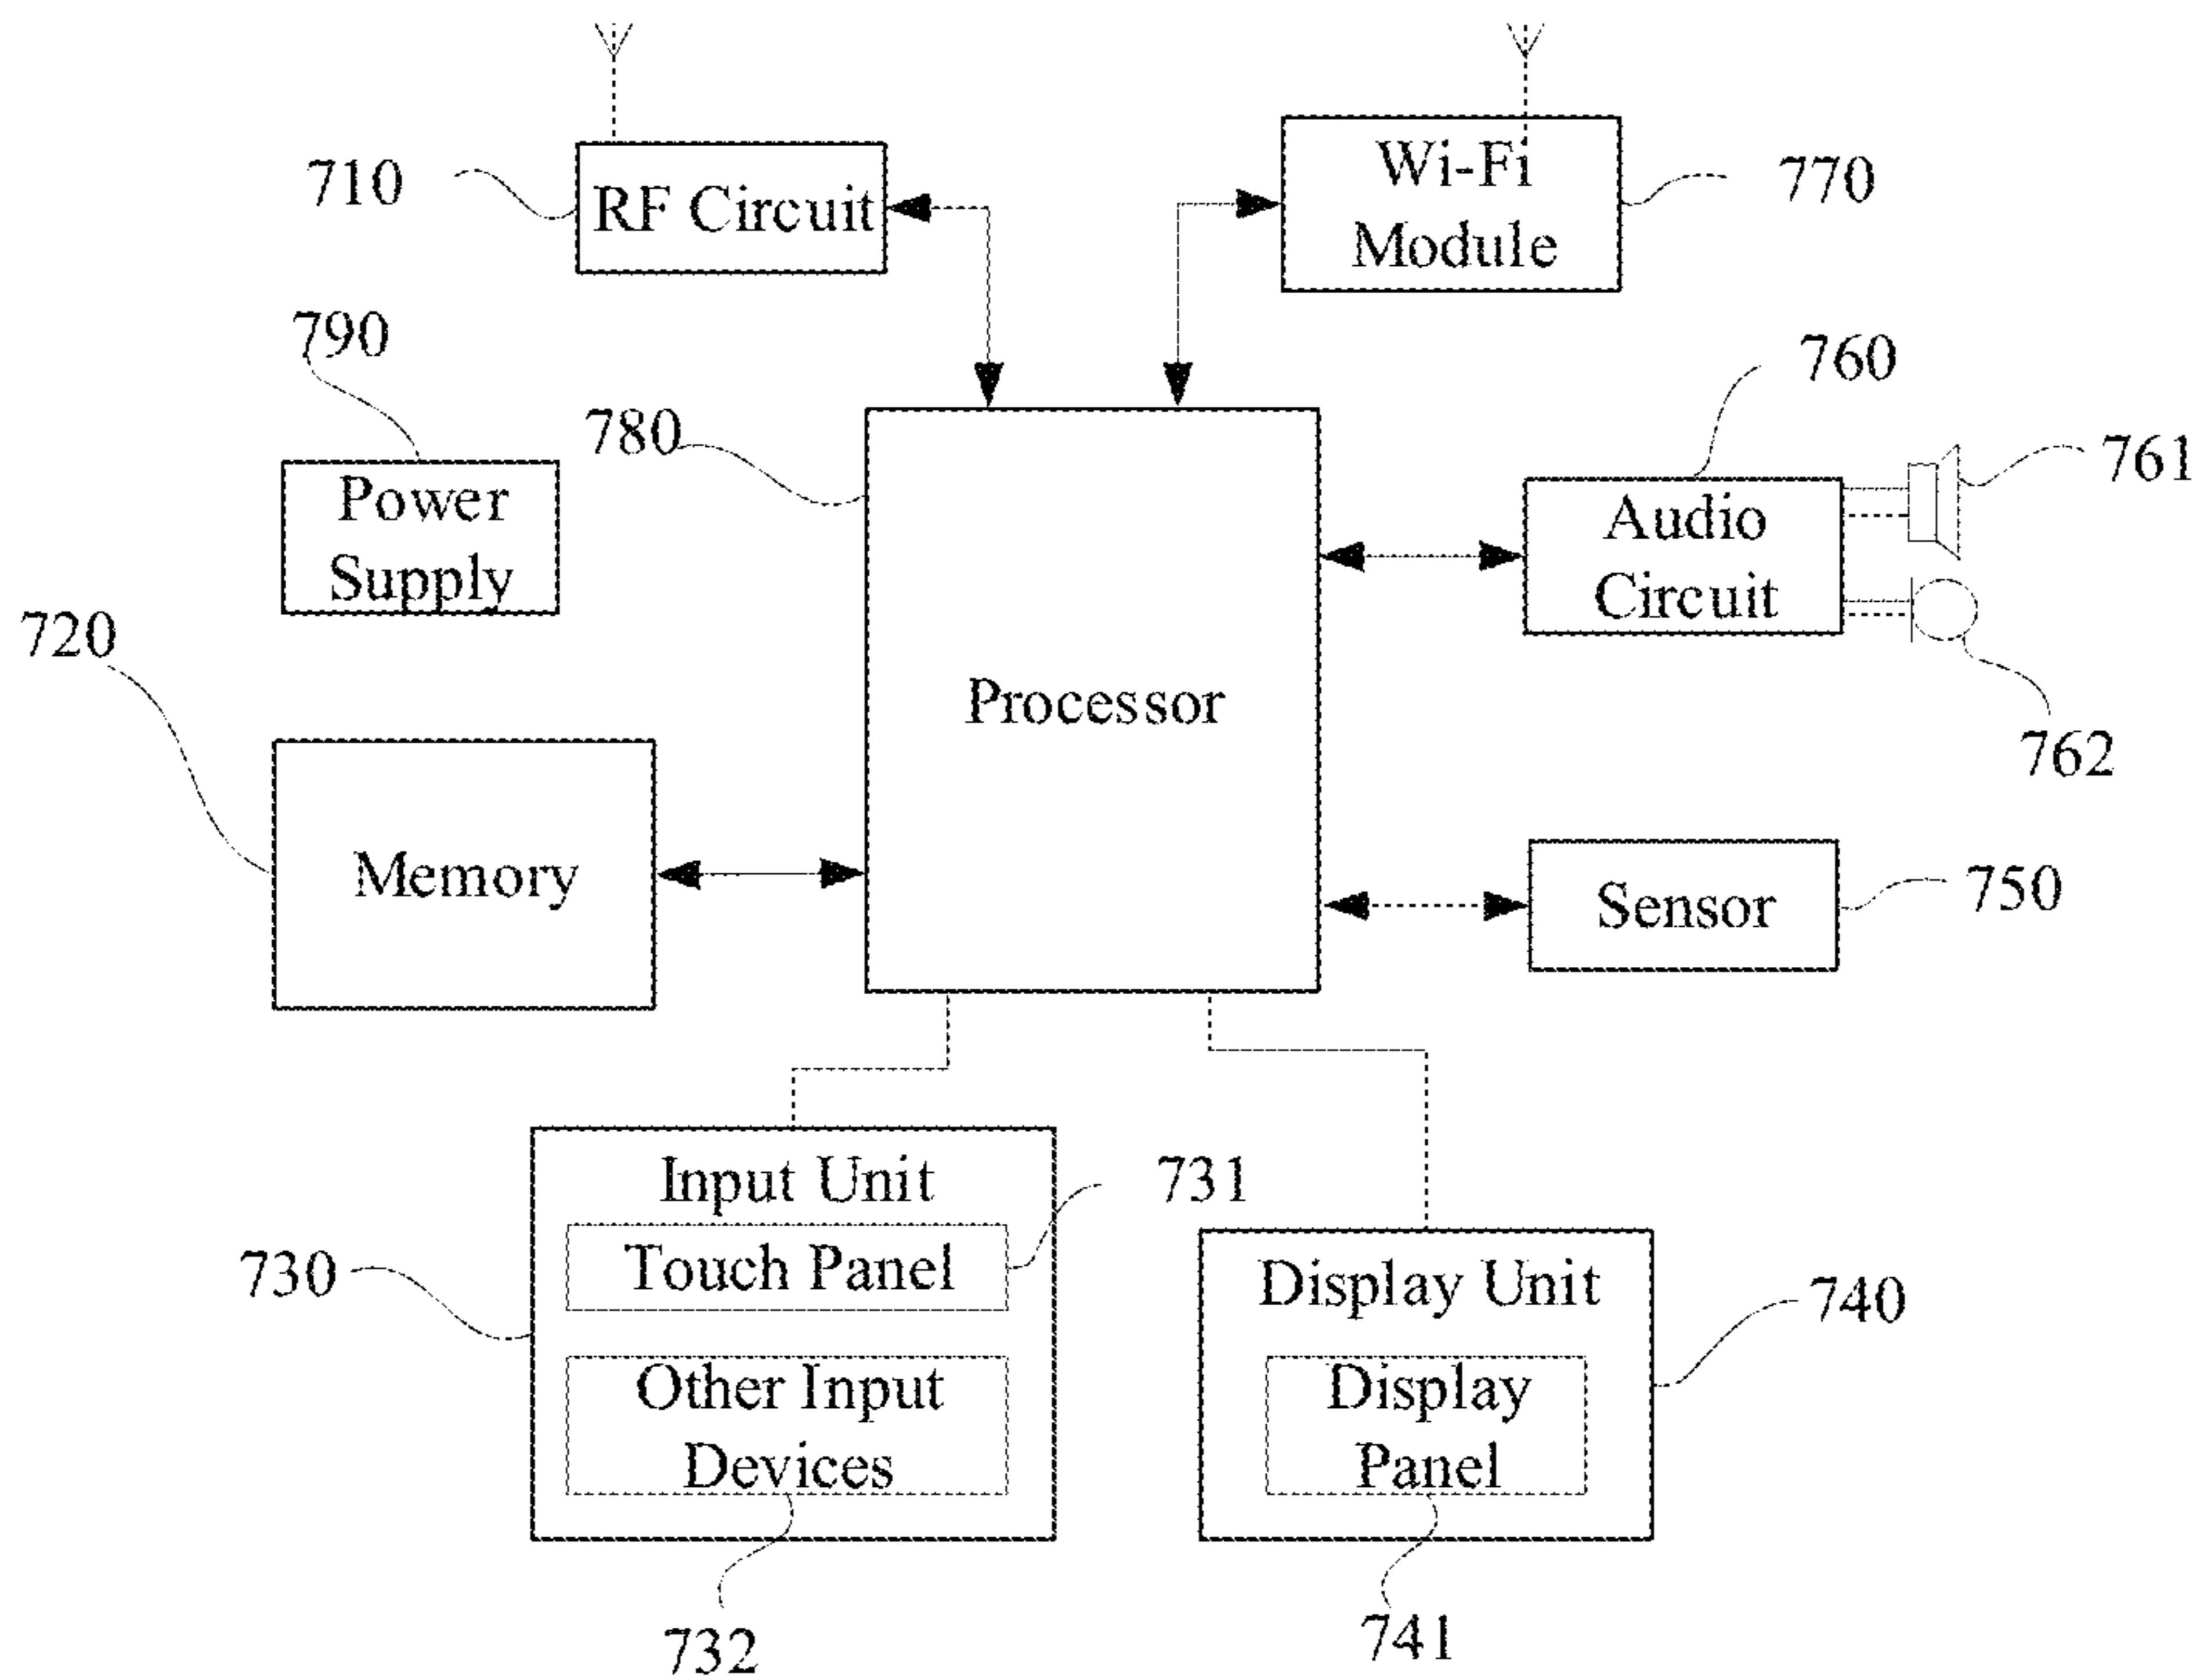 710
RF Circuit
Wi-Fi
Module
770
790
Power
Supply
780
Processor
760
Audio
Circuit
761
762
720
Memory
Sensor
750
Input Unit
731
Touch Panel
730
Other Input
Devices
732
Display Unit
740
Display
Panel
741